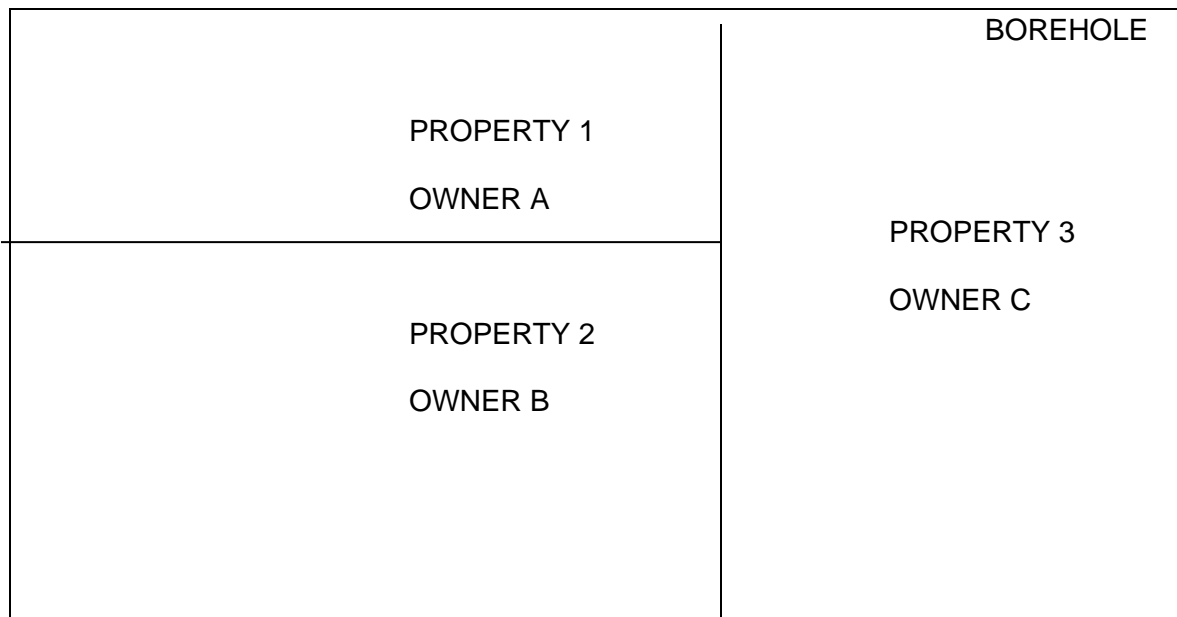 BOREHOLE
PROPERTY 1
OWNER A
PROPERTY 3
OWNER C
PROPERTY 2
OWNER B